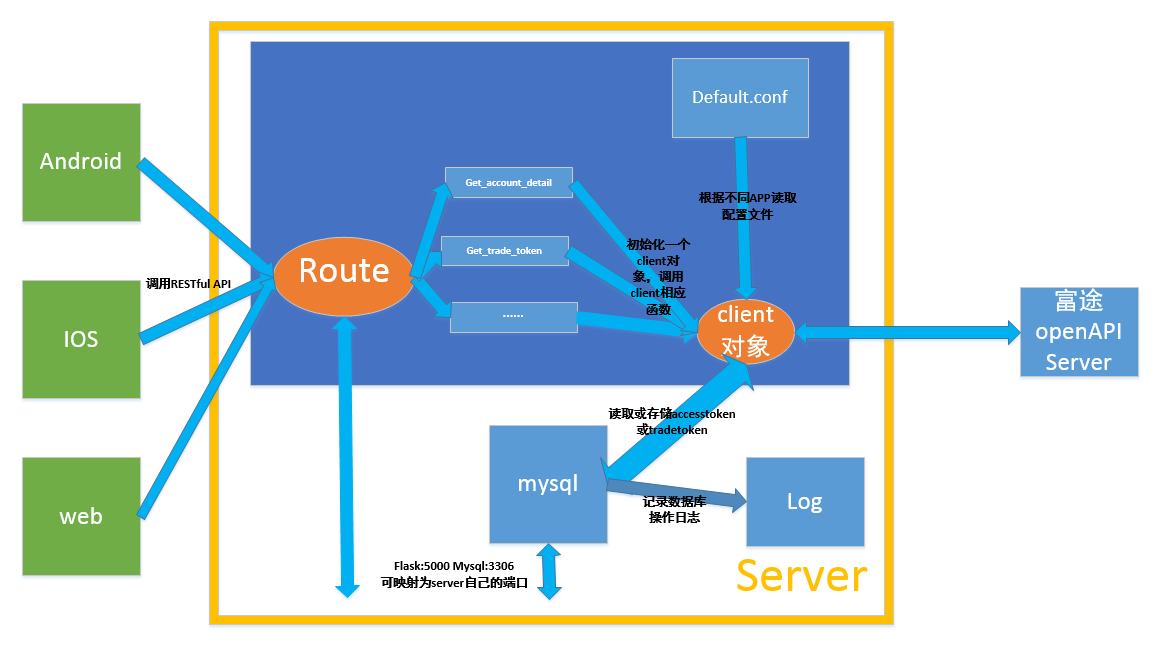 Default.conf
Android
Get_account_detail
根据不同APP读取
配置文件
Get_trade_token
初始化一个
client对
象，调用
client相应
函数
Route
调用RESTful API
......
client
对象
富途
openAPI
Server
IOS
读取或存储accesstoken
或tradetoken
mysql
Log
记录数据库
操作日志
web
Flask:5000 Mysql:3306
可映射为server自己的端口
Server